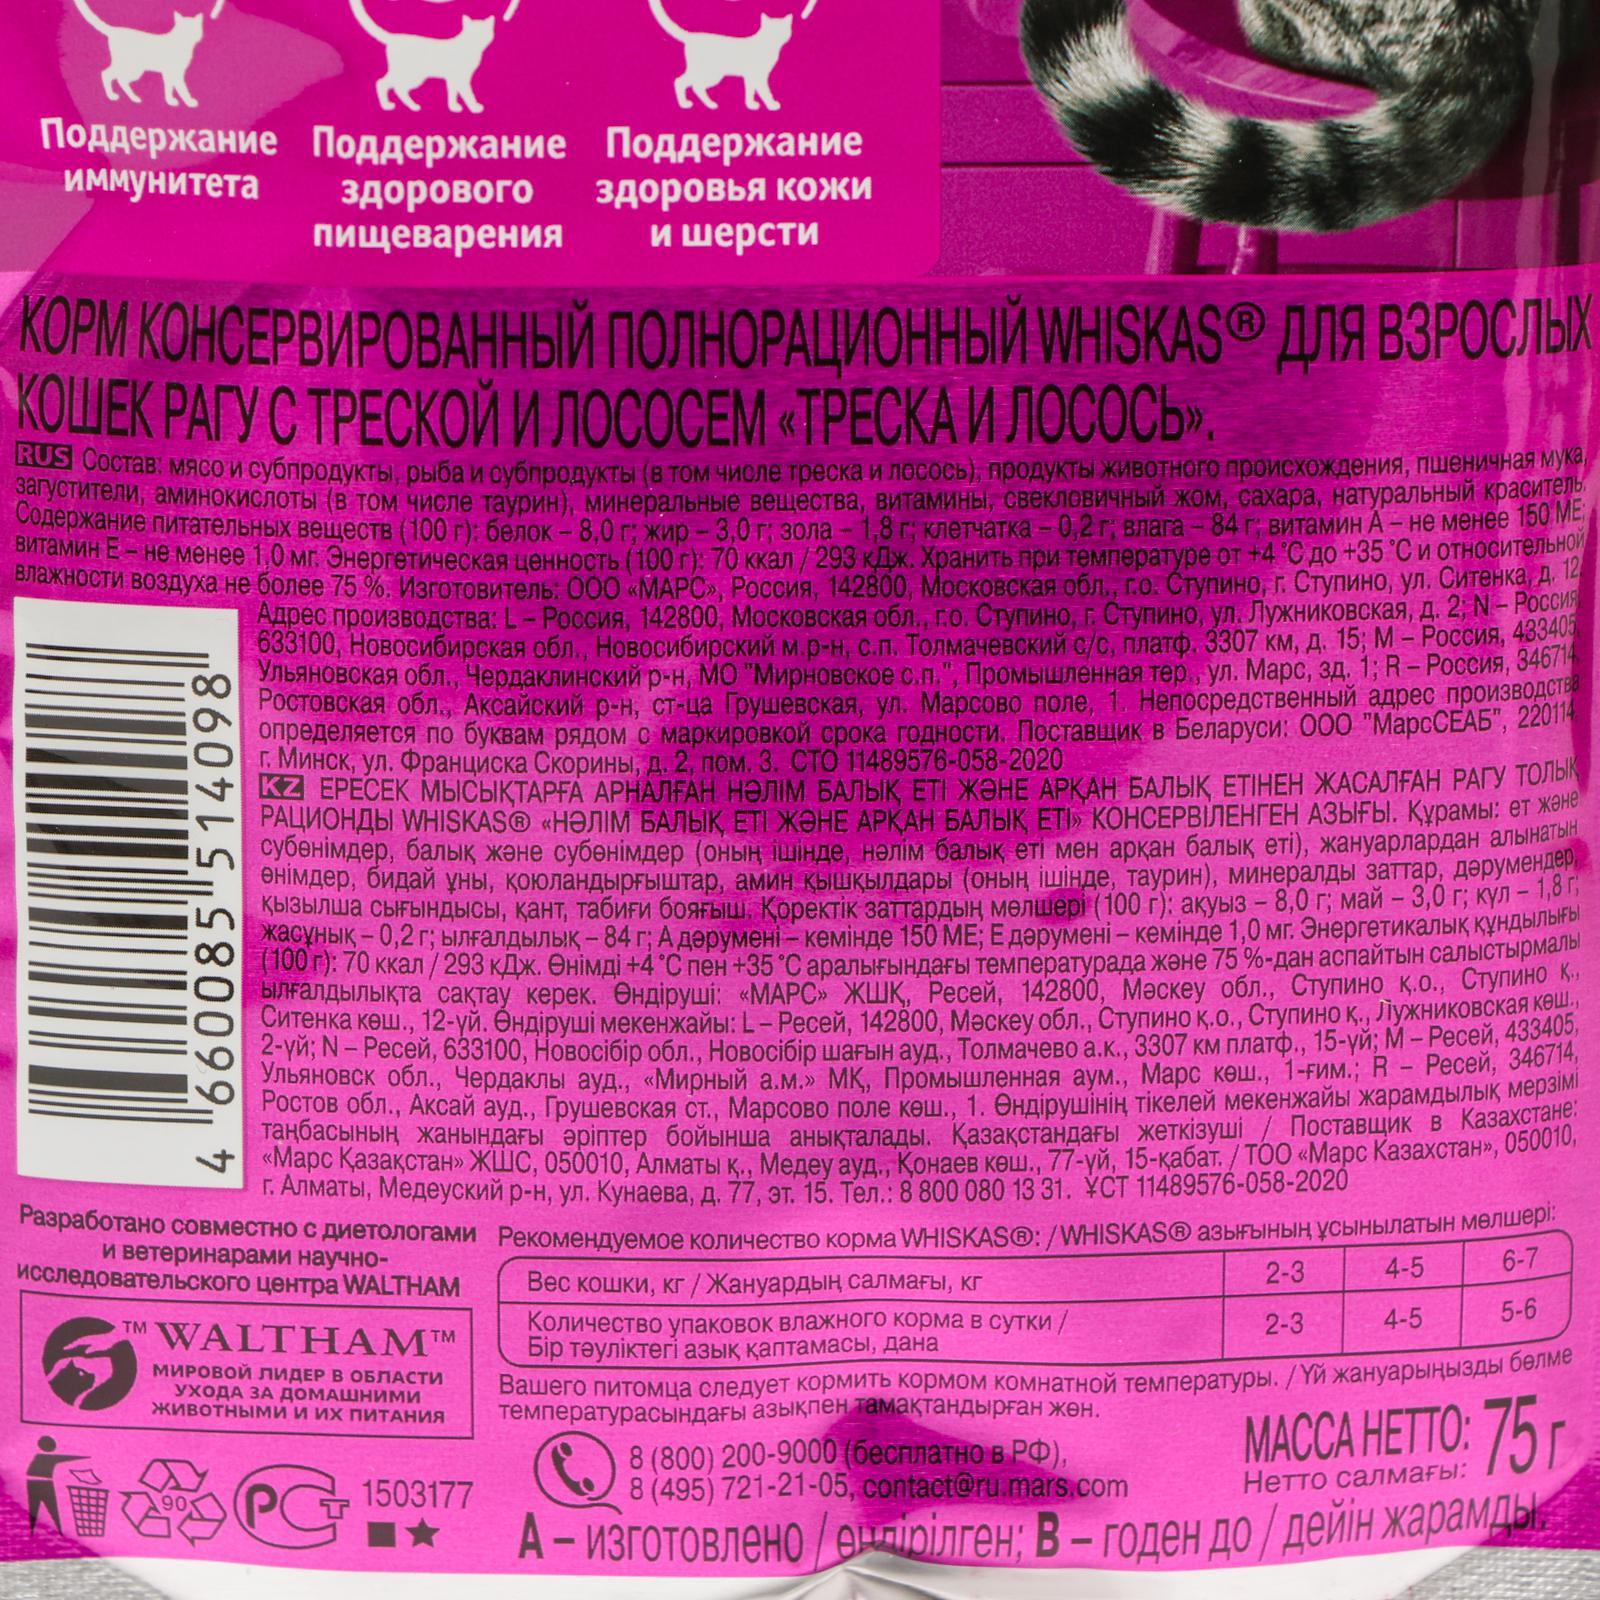 Поддержание
иммунитета
Поддержание
здорового
пищеварения
Поддержание
здоровья кожи
и шерсти
КОРМ КОНСЕРВИРОВАННЫЙ ПОЛНОРАЦИОННЫЙ WHISKAS® ДЛЯ ВЗРОСЛЫХ
КОШЕК РАГУ С ТРЕСКОЙ И ЛОСОСЕМ «ТРЕСКА И ЛОСОСЬ».
RUS Состав: мясо и субпродукты, рыба и субпродукты (в том числе треска и лосось), продукты животного происхождения, пшеничная мука,
загустители, аминокислоты (в том числе таурин), минеральные вещества, витамины, свекловичный жом, сахара, натуральный краситель.
Содержание питательных веществ (100 г): белок – 8,0 г; жир – 3,0 г; зола – 1,8 г; клетчатка – 0,2 г; влага – 84 г; витамин А – не менее 150 МЕ;
витамин Е – не менее 1,0 мг. Энергетическая ценность (100 г): 70 ккал / 293 кДж. Хранить при температуре от +4 °С до +35 °С и относительной
влажности воздуха не более 75 %. Изготовитель: ООО «МАРС», Россия, 142800, Московская обл., г.о. Ступино, г. Ступино, ул. Ситенка, д. 12.
Адрес производства: L – Россия, 142800, Московская обл., г.о. Ступино, г. Ступино, ул. Лужниковская, д. 2; N – Россия,
633100, Новосибирская обл., Новосибирский м.р-н, с.п. Толмачевский с/с, платф. 3307 км, д. 15; M – Россия, 433405,
Ульяновская обл., Чердаклинский р-н, МО "Мирновское с.п.", Промышленная тер., ул. Марс, зд. 1; R – Россия, 346714,
Ростовская обл., Аксайский р-н, ст-ца Грушевская, ул. Марсово поле, 1. Непосредственный адрес производства
определяется по буквам рядом с маркировкой срока годности. Поставщик в Беларуси: ООО "МарсСЕАБ", 220114,
г. Минск, ул. Франциска Скорины, д. 2, пом. 3. СТО 11489576-058-2020
KZ ЕРЕСЕК МЫСЫҚТАРҒА АРНАЛҒАН НӘЛІМ БАЛЫҚ ЕТІ ЖӘНЕ АРҚАН БАЛЫҚ ЕТІНЕН ЖАСАЛҒАН РАГУ ТОЛЫҚ
РАЦИОНДЫ WHISKAS® «НӘЛІМ БАЛЫҚ ЕТІ ЖӘНЕ АРҚАН БАЛЫҚ ЕТІ» КОНСЕРВІЛЕНГЕН АЗЫҒЫ. Құрамы: ет және
субөнімдер, балық және субөнімдер (оның ішінде, нәлім балық еті мен арқан балық еті), жануарлардан алынатын
өнімдер, бидай ұны, қоюландырғыштар, амин қышқылдары (оның ішінде, таурин), минералды заттар, дәрумендер,
қызылша сығындысы, қант, табиғи бояғыш. Қоректік заттардың мөлшері (100 г): ақуыз – 8,0 г; май – 3,0 г; күл – 1,8 г;
жасұнық – 0,2 г; ылғалдылық – 84 г; А дәрумені – кемінде 150 МЕ; Е дәрумені – кемінде 1,0 мг. Энергетикалық құндылығы
(100 г): 70 ккал / 293 кДж. Өнімді +4 °С пен +35 °С аралығындағы температурада және 75 %-дан аспайтын салыстырмалы
ылғалдылықта сақтау керек. Өндіруші: «МАРС» ЖШҚ, Ресей, 142800, Мәскеу обл., Ступино қ.о., Ступино қ.,
Ситенка көш., 12-үй. Өндіруші мекенжайы: L – Ресей, 142800, Мәскеу обл., Ступино қ.о., Ступино қ., Лужниковская көш.,
2-үй; N – Ресей, 633100, Новосібір обл., Новосібір шағын ауд., Толмачево а.к., 3307 км платф., 15-үй; M – Ресей, 433405,
Ульяновск обл., Чердаклы ауд., «Мирный а.м.» МҚ, Промышленная аум., Марс көш., 1-ғим.; R – Ресей, 346714,
Ростов обл., Аксай ауд., Грушевская ст., Марсово поле көш., 1. Өндірушінің тікелей мекенжайы жарамдылық мерзімі
таңбасының жанындағы әріптер бойынша анықталады. Қазақстандағы жеткізуші / Поставщик в Казахстане:
«Марс Қазақстан» ЖШС, 050010, Алматы қ., Медеу ауд., Қонаев көш., 77-үй, 15-қабат. / ТОО «Марс Казахстан», 050010,
г. Алматы, Медеуский р-н, ул. Кунаева, д. 77, эт. 15. Тел.: 8 800 080 13 31. ҰСТ 11489576-058-2020
4 660085 514098
Разработано совместно с диетологами
и ветеринарами научно-
исследовательского центра WALTHAM
™ WALTHAM™
МИРОВОЙ ЛИДЕР В ОБЛАСТИ
УХОДА ЗА ДОМАШНИМИ
ЖИВОТНЫМИ И ИХ ПИТАНИЯ
Рекомендуемое количество корма WHISKAS®: / WHISKAS® азығының ұсынылатын мөлшері:
Вес кошки, кг / Жануардың салмағы, кг 2-3 4-5 6-7
Количество упаковок влажного корма в сутки / 2-3 4-5 5-6
Бір тәуліктегі азық қаптамасы, дана
Вашего питомца следует кормить кормом комнатной температуры. / Үй жануарыңызды бөлме
температурасындағы азықпен тамақтандырған жөн.
8 (800) 200-9000 (бесплатно в РФ),
8 (495) 721-21-05, contact@ru.mars.com
МАССА НЕТТО: 75 г
Нетто салмағы:
90
РСТ
1503177
А – изготовлено / өндірілген; В – годен до / дейін жарамды.